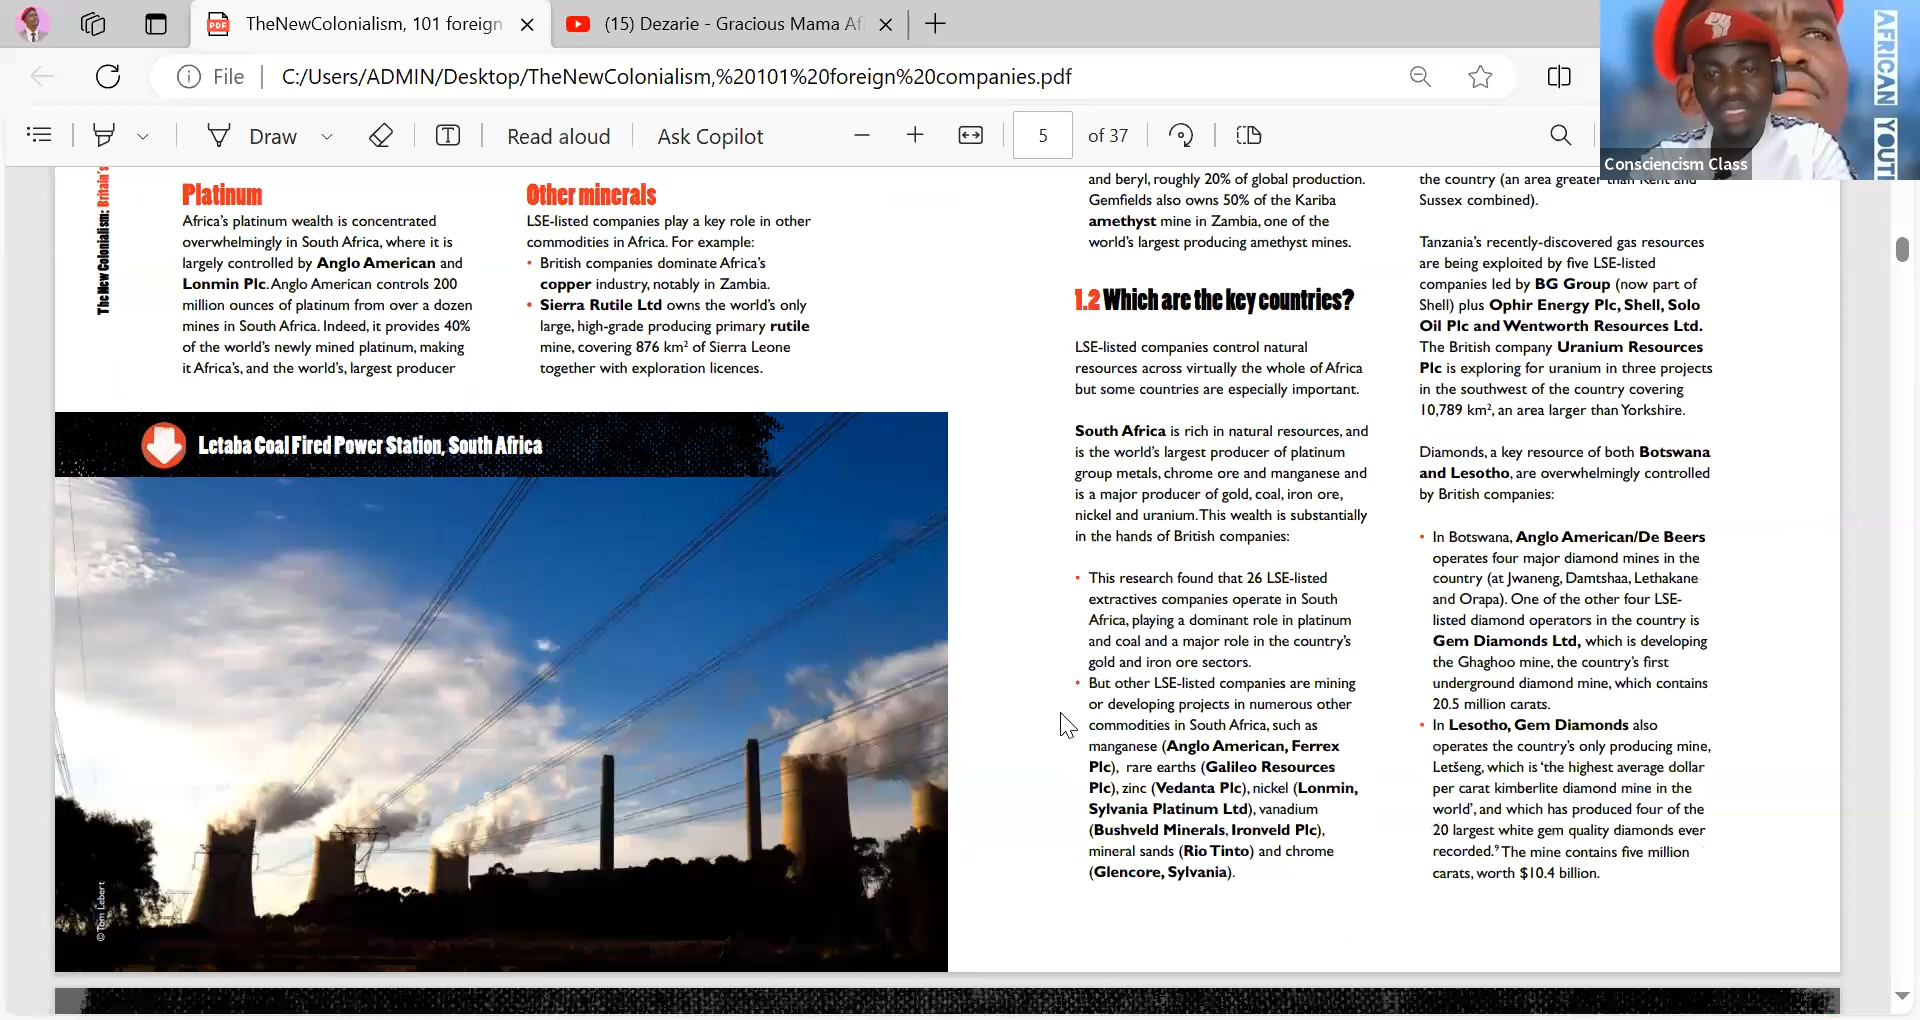 TheNewColonialism, 101 foreign
(15) Dezarie - Gracious Mama Af
File
C:/Users/ADMIN/Desktop/TheNewColonialism,%20101%20foreign%20companies.pdf
Draw
Read aloud
Ask Copilot
5
of 37
AFRICAN YOUT
Consciencism Class
The New Colonialism: Britain's
Platinum
Africa's platinum wealth is concentrated
overwhelmingly in South Africa, where it is
largely controlled by Anglo American and
Lonmin Plc. Anglo American controls 200
million ounces of platinum from over a dozen
mines in South Africa. Indeed, it provides 40%
of the world's newly mined platinum, making
it Africa's, and the world's, largest producer
Other minerals
LSE-listed companies play a key role in other
commodities in Africa. For example:
• British companies dominate Africa's
copper industry, notably in Zambia.
• Sierra Rutile Ltd owns the world's only
large, high-grade producing primary rutile
mine, covering 876 km² of Sierra Leone
together with exploration licences.
Letaba Coal Fired Power Station, South Africa
© Tom Lebert
and beryl, roughly 20% of global production.
Gemfields also owns 50% of the Kariba
amethyst mine in Zambia, one of the
world's largest producing amethyst mines.
1.2 Which are the key countries?
LSE-listed companies control natural
resources across virtually the whole of Africa
but some countries are especially important.
South Africa is rich in natural resources, and
is the world's largest producer of platinum
group metals, chrome ore and manganese and
is a major producer of gold, coal, iron ore,
nickel and uranium. This wealth is substantially
in the hands of British companies:
• This research found that 26 LSE-listed
extractives companies operate in South
Africa, playing a dominant role in platinum
and coal and a major role in the country's
gold and iron ore sectors.
• But other LSE-listed companies are mining
or developing projects in numerous other
commodities in South Africa, such as
manganese (Anglo American, Ferrex
Plc), rare earths (Galileo Resources
Plc), zinc (Vedanta Plc), nickel (Lonmin,
Sylvania Platinum Ltd), vanadium
(Bushveld Minerals, Ironveld Plc),
mineral sands (Rio Tinto) and chrome
(Glencore, Sylvania).
the country (an area greater than Kent and
Sussex combined).
Tanzania's recently-discovered gas resources
are being exploited by five LSE-listed
companies led by BG Group (now part of
Shell) plus Ophir Energy Plc, Shell, Solo
Oil Plc and Wentworth Resources Ltd.
The British company Uranium Resources
Plc is exploring for uranium in three projects
in the southwest of the country covering
10,789 km², an area larger than Yorkshire.
Diamonds, a key resource of both Botswana
and Lesotho, are overwhelmingly controlled
by British companies:
• In Botswana, Anglo American/De Beers
operates four major diamond mines in the
country (at Jwaneng, Damtshaa, Lethakane
and Orapa). One of the other four LSE-
listed diamond operators in the country is
Gem Diamonds Ltd, which is developing
the Ghaghoo mine, the country's first
underground diamond mine, which contains
20.5 million carats.
• In Lesotho, Gem Diamonds also
operates the country's only producing mine,
Letšeng, which is 'the highest average dollar
per carat kimberlite diamond mine in the
world', and which has produced four of the
20 largest white gem quality diamonds ever
recorded.⁹ The mine contains five million
carats, worth $10.4 billion.